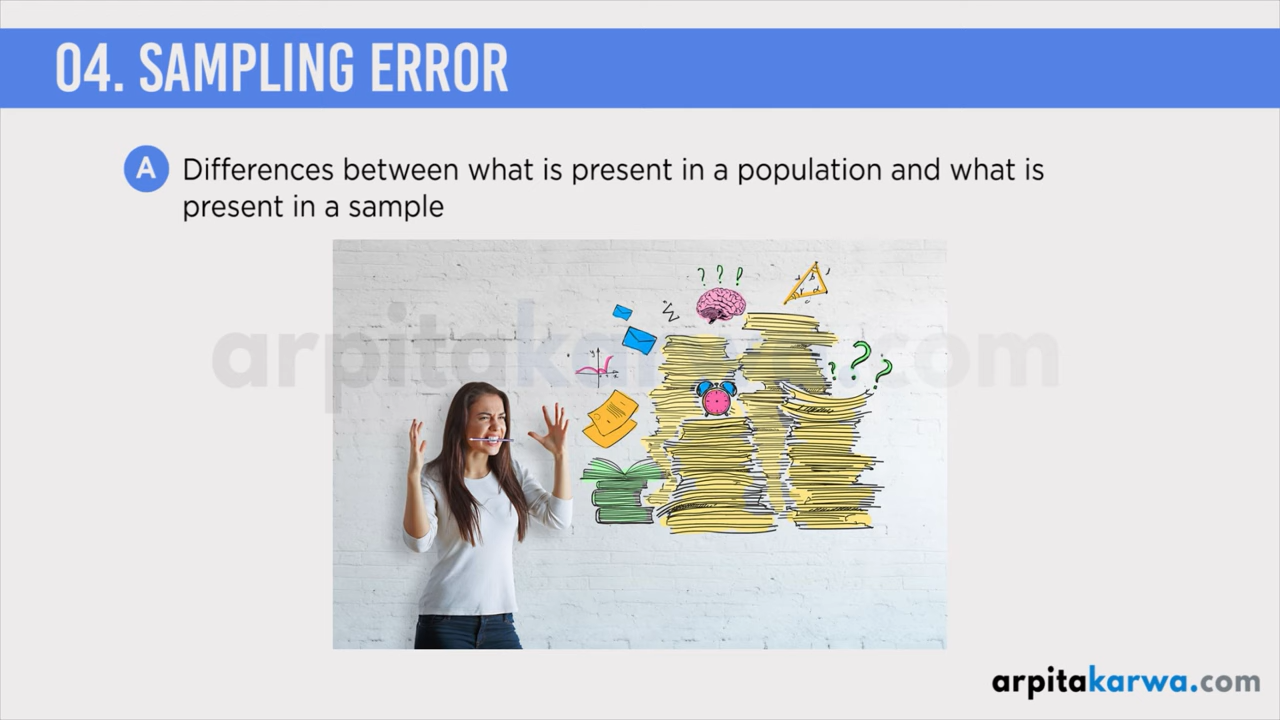 04. SAMPLING ERROR
A Differences between what is present in a population and what is
present in a sample
arpitakarwa.com
arpitakarwa.com